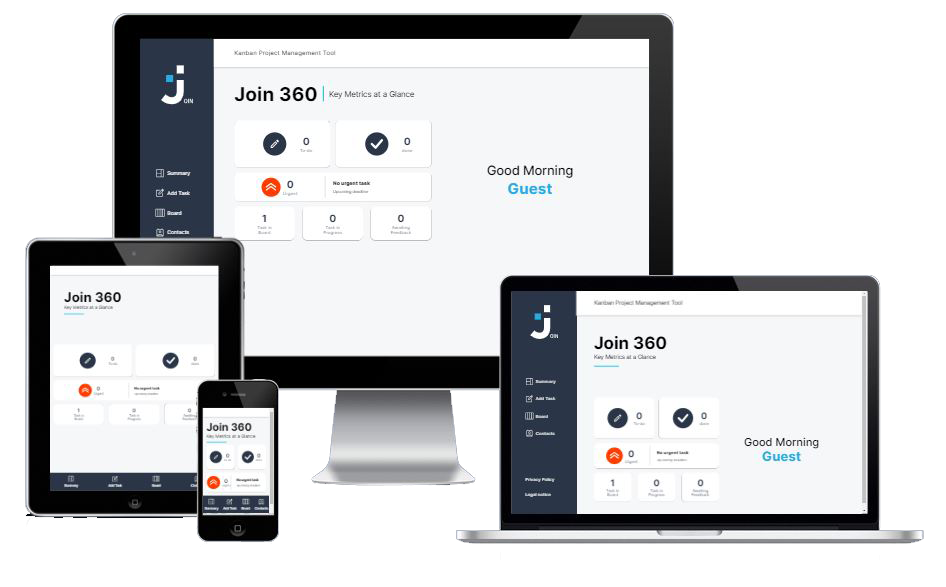 Kanban Project Management Tool
Join 360
Key Metrics at a Glance
0
To-do
0
done
0
Urgent
No urgent task
Upcoming deadline
1
Task in
Board
0
Task in
Progress
0
Awaiting
Feedback
Good Morning
Guest
JOIN
Summary
Add Task
Board
Contacts
Join 360
Key Metrics at a Glance
0
To-do
0
done
0
Urgent
No urgent task
Upcoming deadline
1
Task in
Board
0
Task in
Progress
0
Awaiting
Feedback
Summary
Add Task
Board
Join 360
Key Metrics at a Glance
0
To-do
0
done
0
Urgent
No urgent task
Upcoming deadline
Summary
Add Task
Board
Contacts
JOIN
Kanban Project Management Tool
Join 360
Key Metrics at a Glance
0
To-do
0
done
0
Urgent
No urgent task
Upcoming deadline
1
Task in
Board
0
Task in
Progress
0
Awaiting
Feedback
Good Morning
Guest
Summary
Add Task
Board
Contacts
Privacy Policy
Legal notice